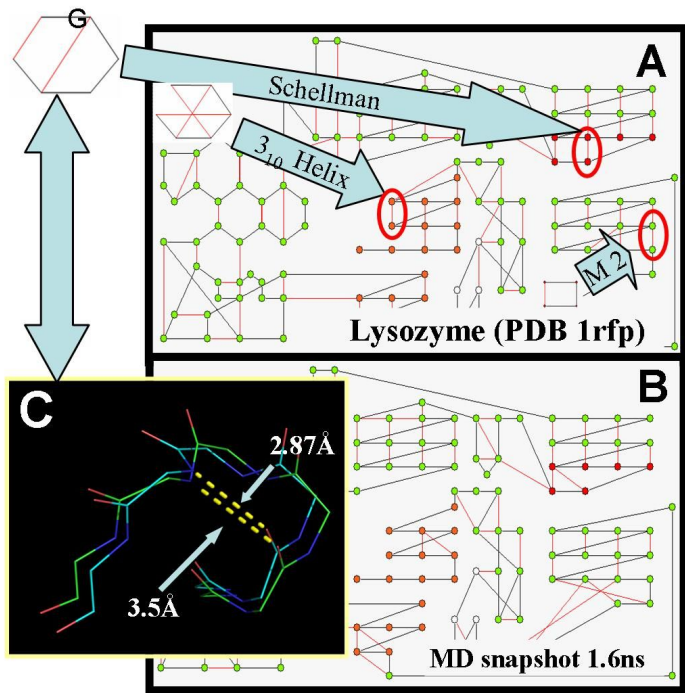 G
A
Schellman
3₁₀ Helix
M 2
Lysozyme (PDB 1rfp)
B
C
2.87Å
3.5Å
MD snapshot 1.6ns